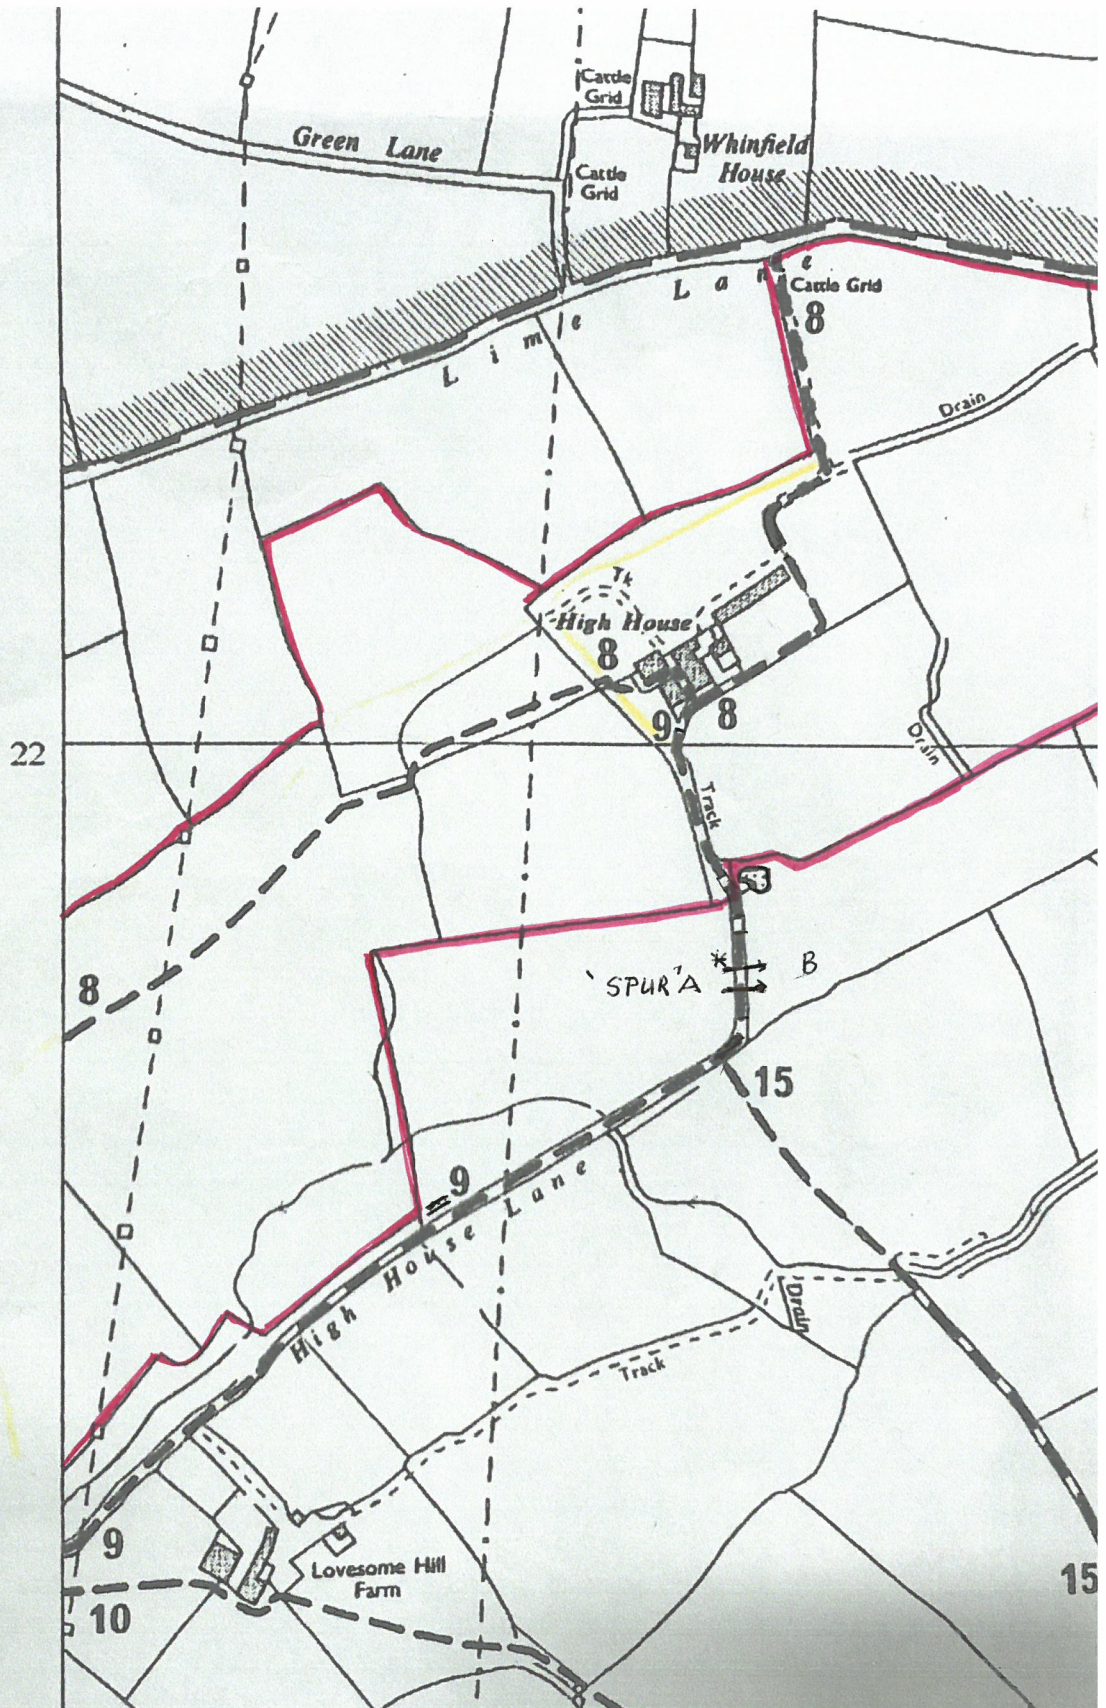 Cattle
Grid
Green Lane
Whinfield
House
Cattle
Grid
Lime Lane
Cattle Grid
8
Drain
Tk
High House
8
9
8
22
Drain
Track
8
* B
'SPUR' A
15
9
High House Lane
Drain
Track
9
Lovesome Hill
Farm
10
15